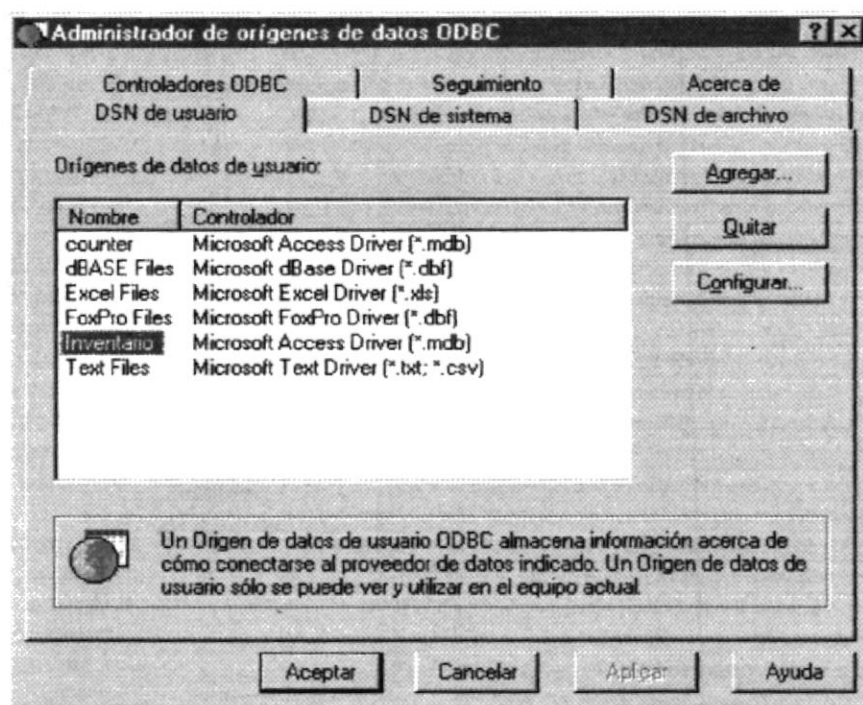 Administrador de orígenes de datos ODBC
Controladores ODBC Seguimiento Acerca de
DSN de usuario DSN de sistema DSN de archivo
Orígenes de datos de usuario:
Agregar...
Nombre Controlador
Quitar
counter Microsoft Access Driver (*.mdb)
dBASE Files Microsoft dBase Driver (*.dbf)
Excel Files Microsoft Excel Driver (*.xls)
Configurar...
FoxPro Files Microsoft FoxPro Driver (*.dbf)
Inventario Microsoft Access Driver (*.mdb)
Text Files Microsoft Text Driver (*.txt; *.csv)
Un Origen de datos de usuario ODBC almacena información acerca de
cómo conectarse al proveedor de datos indicado. Un Origen de datos de
usuario sólo se puede ver y utilizar en el equipo actual.
Aceptar Cancelar Aplicar Ayuda